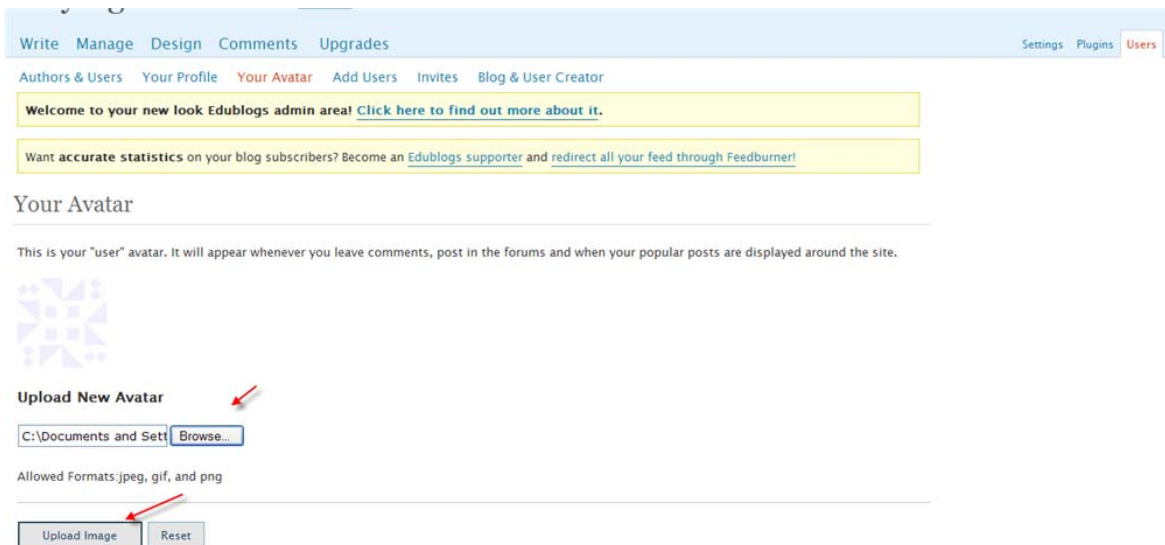 Write Manage Design Comments Upgrades Settings Plugins Users
Authors & Users Your Profile Your Avatar Add Users Invites Blog & User Creator
Welcome to your new look Edublogs admin area! Click here to find out more about it.
Want accurate statistics on your blog subscribers? Become an Edublogs supporter and redirect all your feed through Feedburner!
Your Avatar
This is your "user" avatar. It will appear whenever you leave comments, post in the forums and when your popular posts are displayed around the site.
Upload New Avatar
C:\Documents and Sett Browse...
Allowed Formats:jpeg, gif, and png
Upload Image Reset